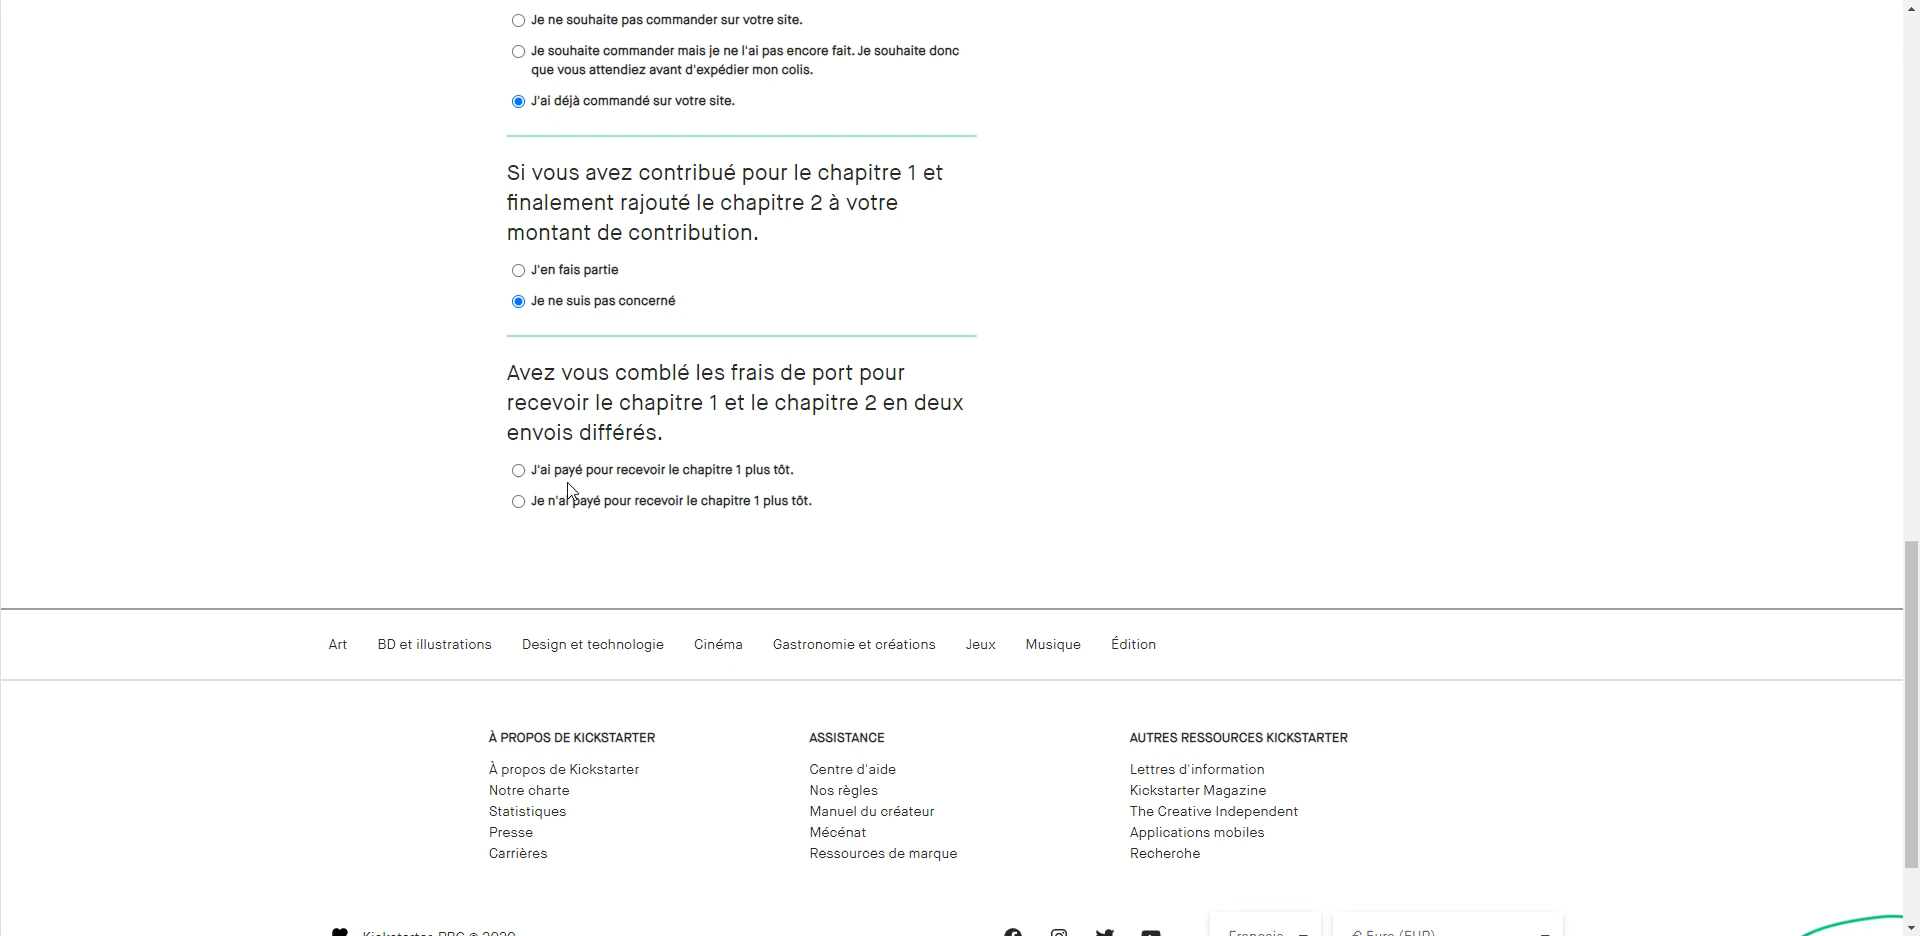 Je ne souhaite pas commander sur votre site.
Je souhaite commander mais je ne l'ai pas encore fait. Je souhaite donc
que vous attendiez avant d'expédier mon colis.
J'ai déjà commandé sur votre site.
Si vous avez contribué pour le chapitre 1 et
finalement rajouté le chapitre 2 à votre
montant de contribution.
J'en fais partie
Je ne suis pas concerné
Avez vous comblé les frais de port pour
recevoir le chapitre 1 et le chapitre 2 en deux
envois différés.
J'ai payé pour recevoir le chapitre 1 plus tôt.
Je n'ai payé pour recevoir le chapitre 1 plus tôt.
Art BD et illustrations Design et technologie Cinéma Gastronomie et créations Jeux Musique Édition
À PROPOS DE KICKSTARTER
À propos de Kickstarter
Notre charte
Statistiques
Presse
Carrières
ASSISTANCE
Centre d'aide
Nos règles
Manuel du créateur
Mécénat
Ressources de marque
AUTRES RESSOURCES KICKSTARTER
Lettres d'information
Kickstarter Magazine
The Creative Independent
Applications mobiles
Recherche
Kickstarter, PBC © 2020
Français € Euro (EUR)